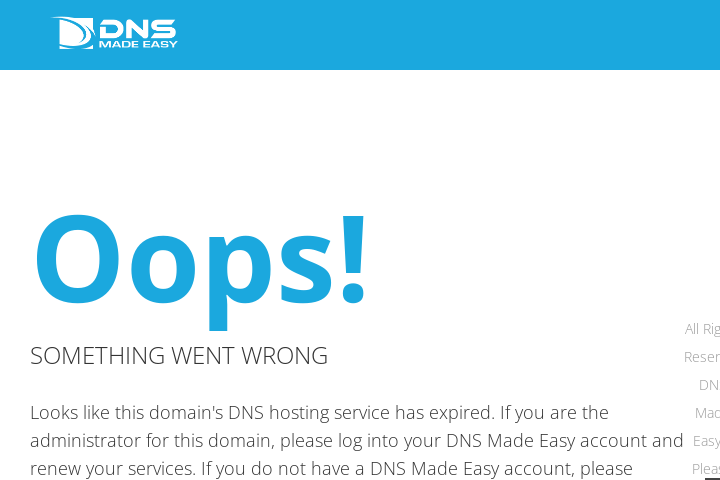 DNS
MADE EASY
Oops!
SOMETHING WENT WRONG
Looks like this domain's DNS hosting service has expired. If you are the
administrator for this domain, please log into your DNS Made Easy account and
renew your services. If you do not have a DNS Made Easy account, please
All Rig
Reser
DN
Mad
Easy
Pleas